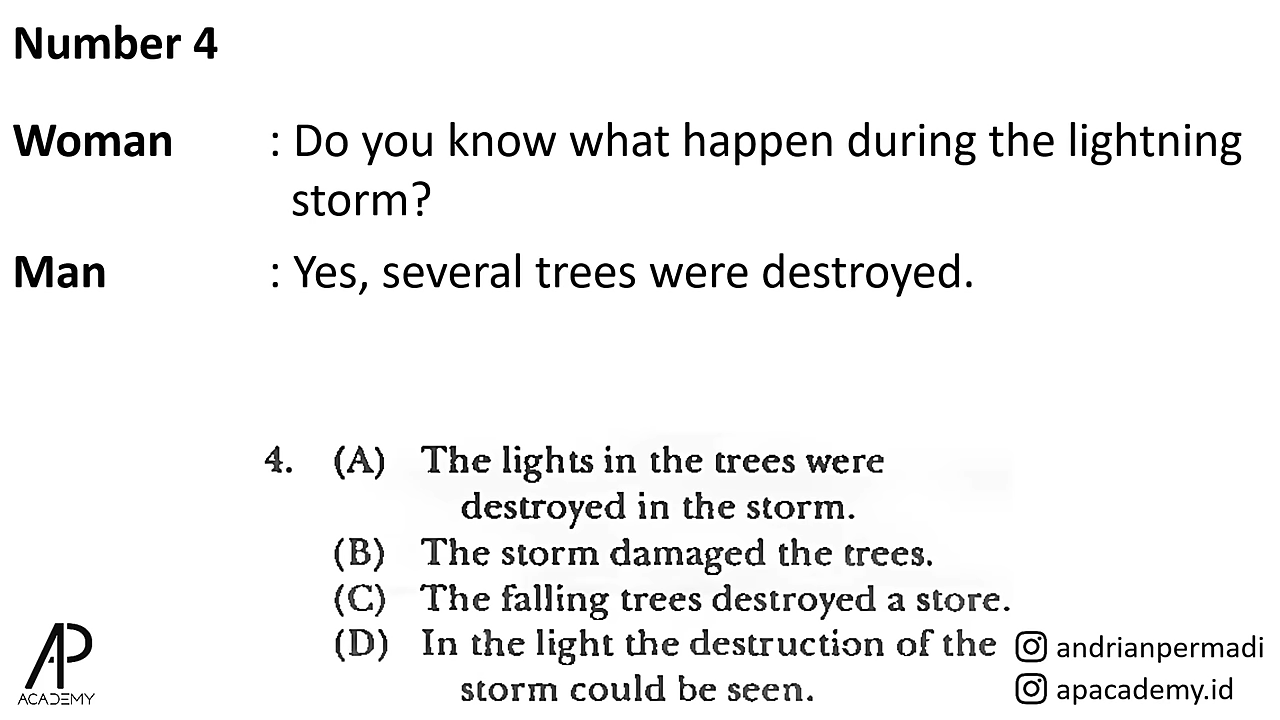 Number 4
Woman : Do you know what happen during the lightning
storm?
Man : Yes, several trees were destroyed.
4. (A) The lights in the trees were
destroyed in the storm.
(B) The storm damaged the trees.
(C) The falling trees destroyed a store.
(D) In the light the destruction of the
storm could be seen.
AP
ACADEMY
andrianpermadi
apacademy.id